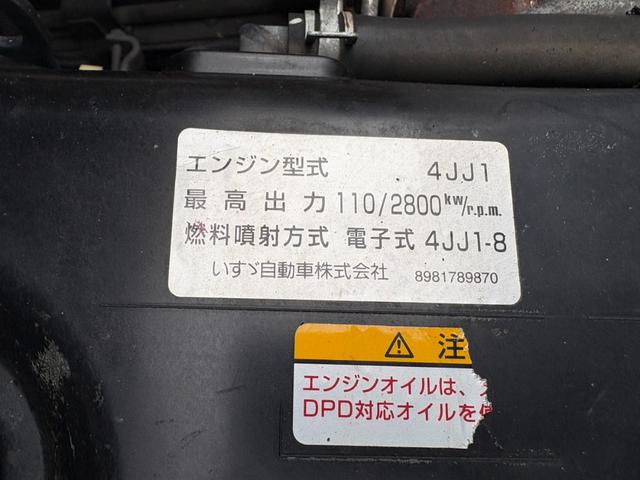 エンジン型式 4JJ1
最高出力 110/2800kW/r.p.m.
燃料噴射方式 電子式 4JJ1-8
いすゞ自動車株式会社 8981789870
注
エンジンオイルは、
DPD対応オイルを